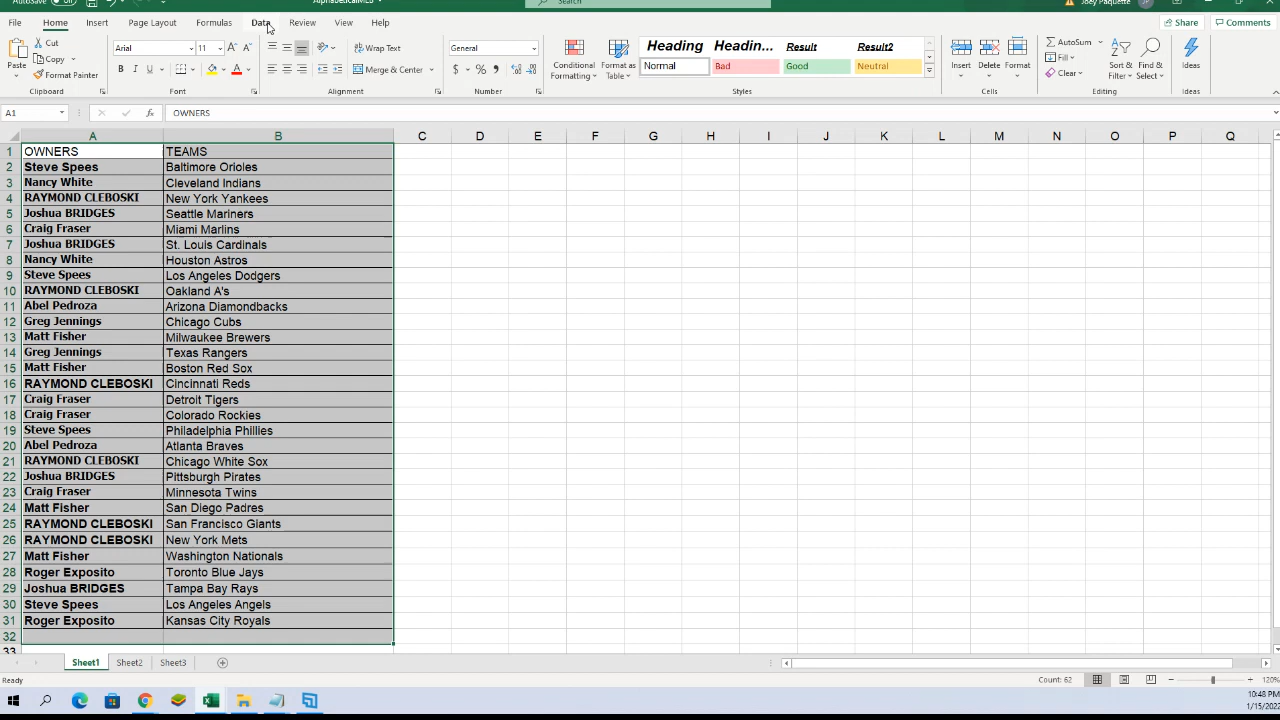 AutoSave Off AlphabeticalMLB Search Joey Paquette JP
File Home Insert Page Layout Formulas Data Review View Help Share Comments
Paste Cut Copy Format Painter Clipboard
Arial 11 A A B I U A Font
Wrap Text Merge & Center Alignment
General $ % Number
Conditional Formatting Format as Table
Heading Headin... Result Result2
Normal Bad Good Neutral Styles
Insert Delete Format Cells
AutoSum Fill Clear Sort & Filter Find & Select Editing
Ideas Ideas
A1 fx OWNERS
A B C D E F G H I J K L M N O P Q
1 OWNERS TEAMS
2 Steve Spees Baltimore Orioles
3 Nancy White Cleveland Indians
4 RAYMOND CLEBOSKI New York Yankees
5 Joshua BRIDGES Seattle Mariners
6 Craig Fraser Miami Marlins
7 Joshua BRIDGES St. Louis Cardinals
8 Nancy White Houston Astros
9 Steve Spees Los Angeles Dodgers
10 RAYMOND CLEBOSKI Oakland A's
11 Abel Pedroza Arizona Diamondbacks
12 Greg Jennings Chicago Cubs
13 Matt Fisher Milwaukee Brewers
14 Greg Jennings Texas Rangers
15 Matt Fisher Boston Red Sox
16 RAYMOND CLEBOSKI Cincinnati Reds
17 Craig Fraser Detroit Tigers
18 Craig Fraser Colorado Rockies
19 Steve Spees Philadelphia Phillies
20 Abel Pedroza Atlanta Braves
21 RAYMOND CLEBOSKI Chicago White Sox
22 Joshua BRIDGES Pittsburgh Pirates
23 Craig Fraser Minnesota Twins
24 Matt Fisher San Diego Padres
25 RAYMOND CLEBOSKI San Francisco Giants
26 RAYMOND CLEBOSKI New York Mets
27 Matt Fisher Washington Nationals
28 Roger Exposito Toronto Blue Jays
29 Joshua BRIDGES Tampa Bay Rays
30 Steve Spees Los Angeles Angels
31 Roger Exposito Kansas City Royals
32
33
Sheet1 Sheet2 Sheet3
Ready Count: 62 120%
10:48 PM
1/15/2022